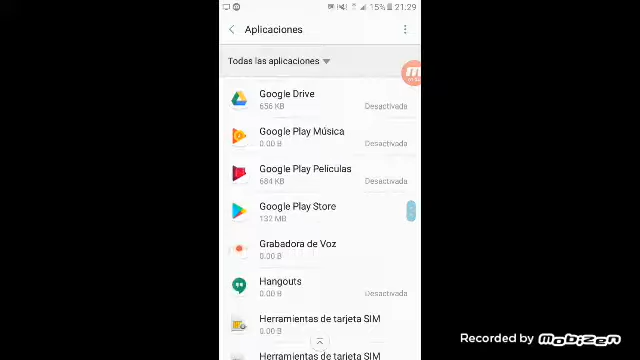 15% 21.29
Aplicaciones
Todas las aplicaciones
Google Drive
656 KB Desactivada
Google Play Música
0.00 B Desactivada
Google Play Películas
684 KB Desactivada
Google Play Store
132 MB
Grabadora de Voz
0.00 B
Hangouts
0.00 B Desactivada
Herramientas de tarjeta SIM
0.00 B
Herramientas de tarjeta SIM
Recorded by MOBIZEN